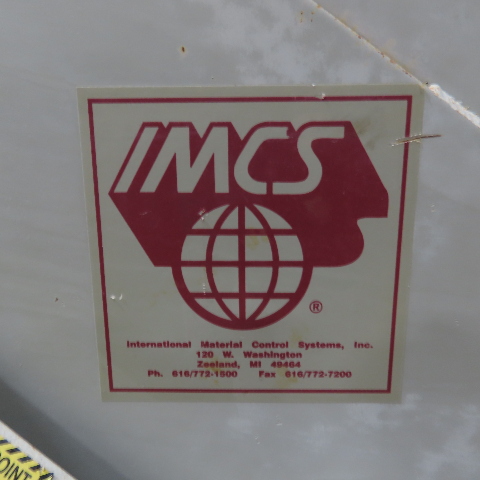 IMCS
®
International Material Control Systems, Inc.
120 W. Washington
Zeeland, MI 49464
Ph. 616/772-1500 Fax 616/772-7200
POINT